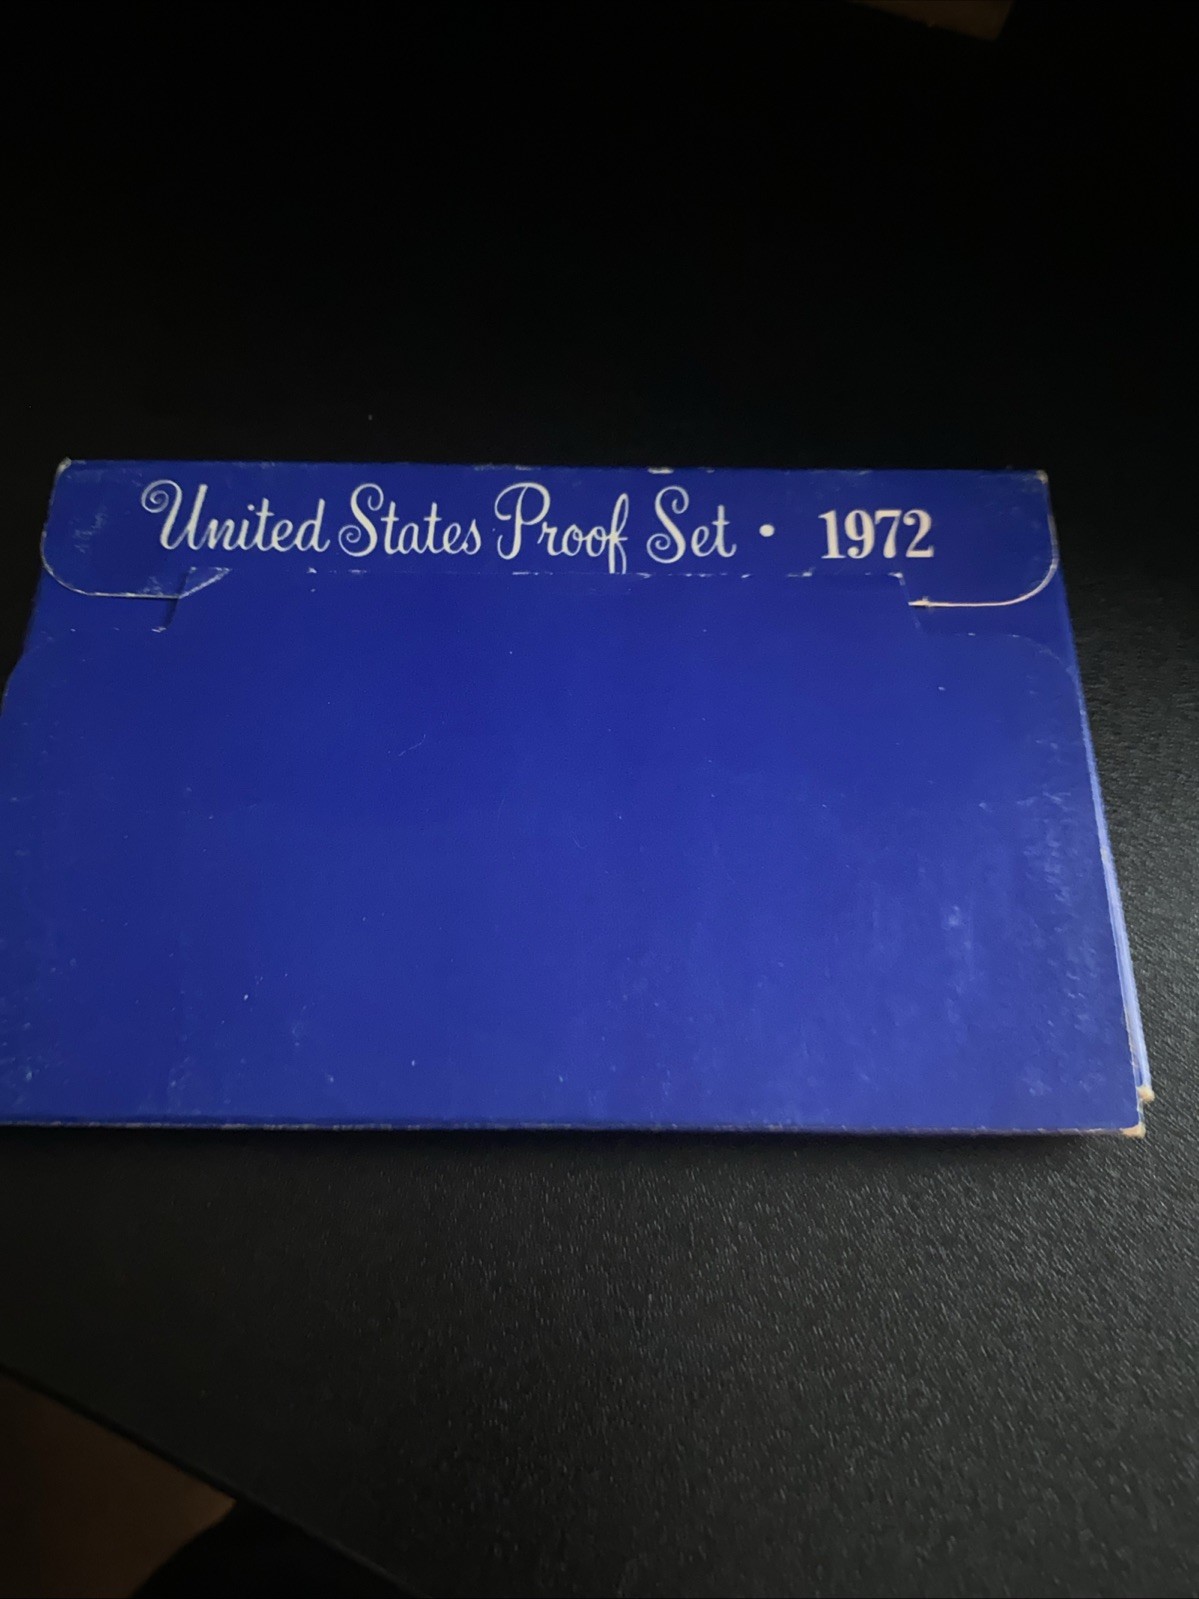 United States Proof Set • 1972